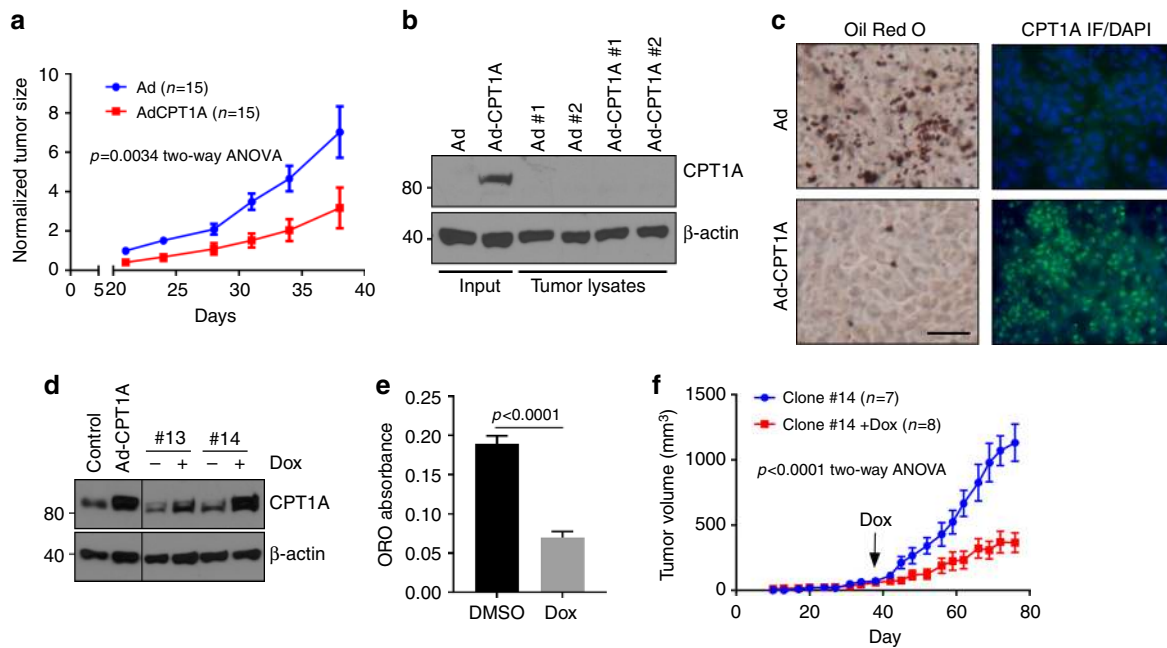 a
Normalized tumor size
10
8
6
4
2
0
Ad (n=15)
AdCPT1A (n=15)
p=0.0034 two-way ANOVA
0 5 20 25 30 35 40
Days
b
Ad
Ad-CPT1A
Ad #1
Ad #2
Ad-CPT1A #1
Ad-CPT1A #2
80
CPT1A
40
β-actin
Input
Tumor lysates
c
Oil Red O
CPT1A IF/DAPI
Ad
Ad-CPT1A
d
Control
Ad-CPT1A
#13 #14
– + – + Dox
80
CPT1A
40
β-actin
e
ORO absorbance
0.25
0.20
0.15
0.10
0.05
0.00
p<0.0001
DMSO Dox
f
Tumor volume (mm³)
1500
1000
500
0
Clone #14 (n=7)
Clone #14 +Dox (n=8)
p<0.0001 two-way ANOVA
Dox
0 20 40 60 80
Day